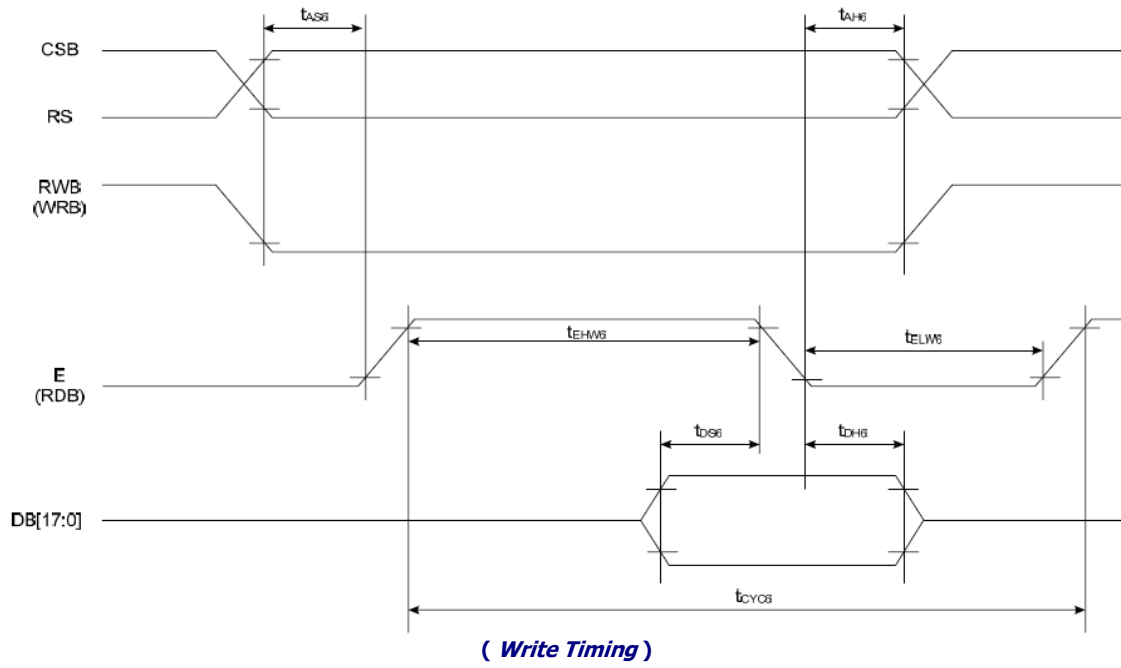 tAS6
tAH6
CSB
RS
RWB
(WRB)
tEHW6
tELW6
E
(RDB)
tDS6
tDH6
DB[17:0]
tCYC6
( Write Timing )